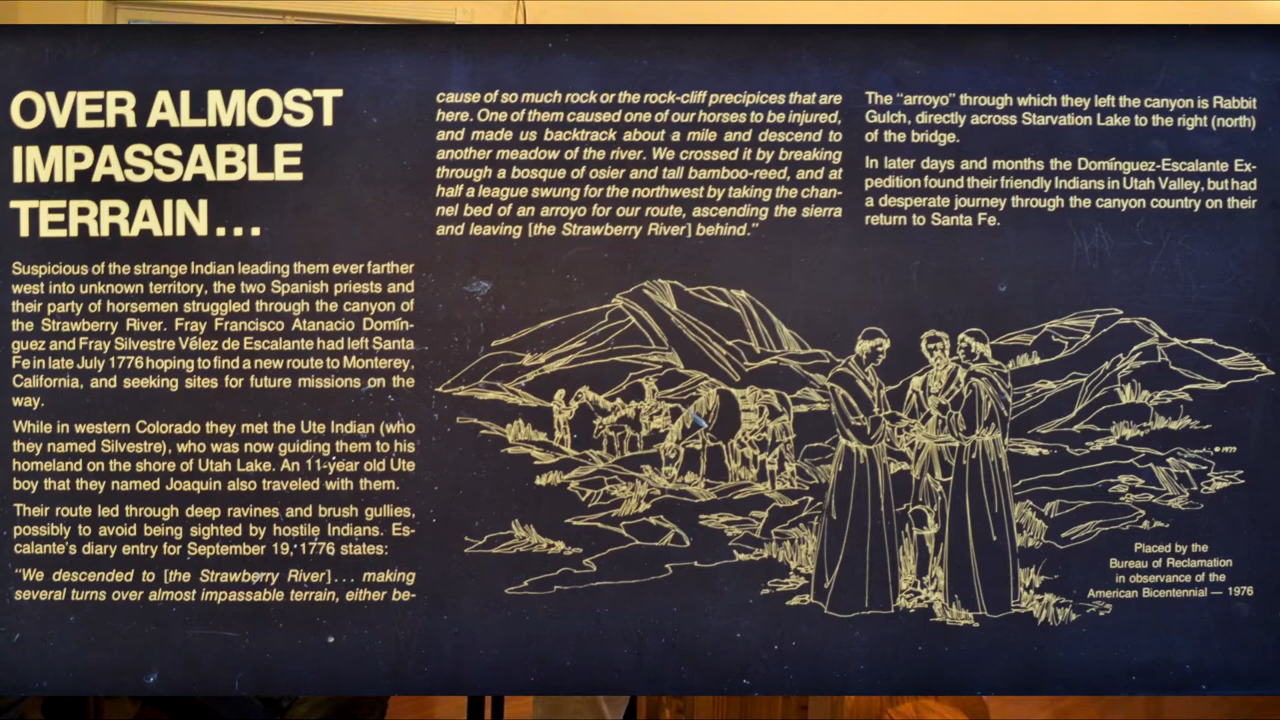 OVER ALMOST
IMPASSABLE
TERRAIN...
Suspicious of the strange Indian leading them ever farther
west into unknown territory, the two Spanish priests and
their party of horsemen struggled through the canyon of
the Strawberry River. Fray Francisco Atanacio Domín-
guez and Fray Silvestre Vélez de Escalante had left Santa
Fe in late July 1776 hoping to find a new route to Monterey,
California, and seeking sites for future missions on the
way.
While in western Colorado they met the Ute Indian (who
they named Silvestre), who was now guiding them to his
homeland on the shore of Utah Lake. An 11-year old Ute
boy that they named Joaquin also traveled with them.
Their route led through deep ravines and brush gullies,
possibly to avoid being sighted by hostile Indians. Es-
calante's diary entry for September 19, 1776 states:
"We descended to [the Strawberry River]... making
several turns over almost impassable terrain, either be-
cause of so much rock or the rock-cliff precipices that are
here. One of them caused one of our horses to be injured,
and made us backtrack about a mile and descend to
another meadow of the river. We crossed it by breaking
through a bosque of osier and tall bamboo-reed, and at
half a league swung for the northwest by taking the chan-
nel bed of an arroyo for our route, ascending the sierra
and leaving [the Strawberry River] behind."
The "arroyo" through which they left the canyon is Rabbit
Gulch, directly across Starvation Lake to the right (north)
of the bridge.
In later days and months the Domínguez-Escalante Ex-
pedition found their friendly Indians in Utah Valley, but had
a desperate journey through the canyon country on their
return to Santa Fe.
© 1977
Placed by the
Bureau of Reclamation
in observance of the
American Bicentennial — 1976